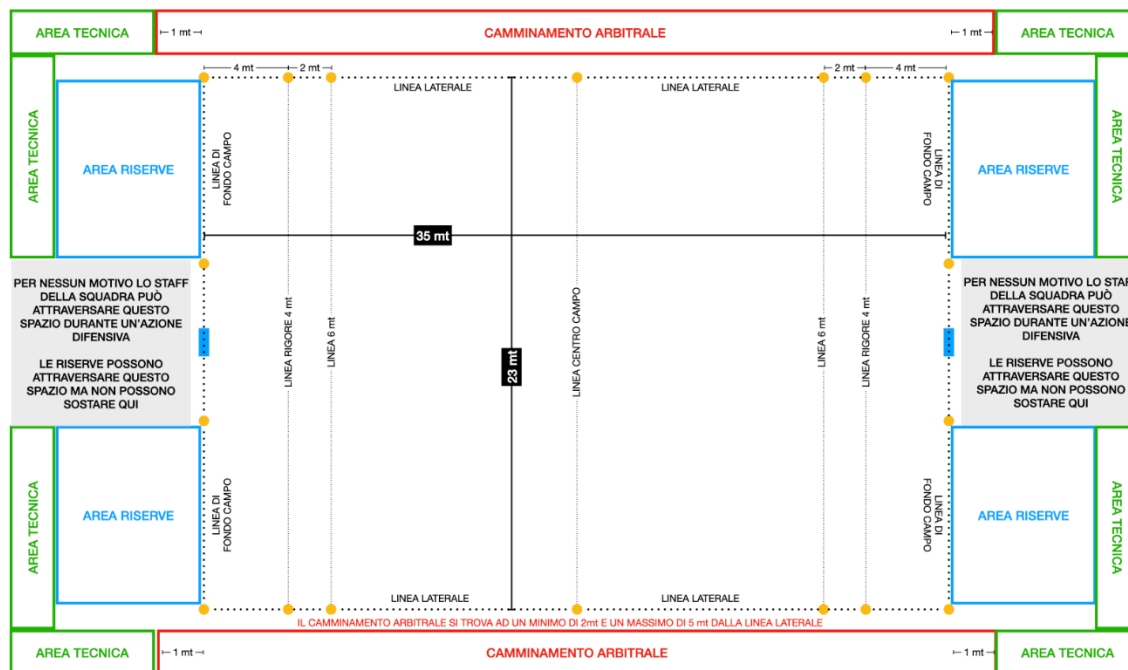 AREA TECNICA
1 mt
CAMMINAMENTO ARBITRALE
1 mt
AREA TECNICA
4 mt
2 mt
2 mt
4 mt
LINEA LATERALE
LINEA LATERALE
AREA TECNICA
AREA RISERVE
LINEA DI
FONDO CAMPO
LINEA DI
FONDO CAMPO
AREA RISERVE
AREA TECNICA
35 mt
PER NESSUN MOTIVO LO STAFF
DELLA SQUADRA PUÒ
ATTRAVERSARE QUESTO
SPAZIO DURANTE UN'AZIONE
DIFENSIVA
LE RISERVE POSSONO
ATTRAVERSARE QUESTO
SPAZIO MA NON POSSONO
SOSTARE QUI
LINEA RIGORE 4 mt
LINEA 6 mt
23 mt
LINEA CENTRO CAMPO
LINEA 6 mt
LINEA RIGORE 4 mt
PER NESSUN MOTIVO LO STAF
DELLA SQUADRA PUÒ
ATTRAVERSARE QUESTO
SPAZIO DURANTE UN'AZIONE
DIFENSIVA
LE RISERVE POSSONO
ATTRAVERSARE QUESTO
SPAZIO MA NON POSSONO
SOSTARE QUI
AREA TECNICA
AREA RISERVE
LINEA DI
FONDO CAMPO
LINEA DI
FONDO CAMPO
AREA RISERVE
AREA TECNICA
LINEA LATERALE
LINEA LATERALE
IL CAMMINAMENTO ARBITRALE SI TROVA AD UN MINIMO DI 2mt E UN MASSIMO DI 5 mt DALLA LINEA LATERALE
AREA TECNICA
1 mt
CAMMINAMENTO ARBITRALE
1 mt
AREA TECNICA